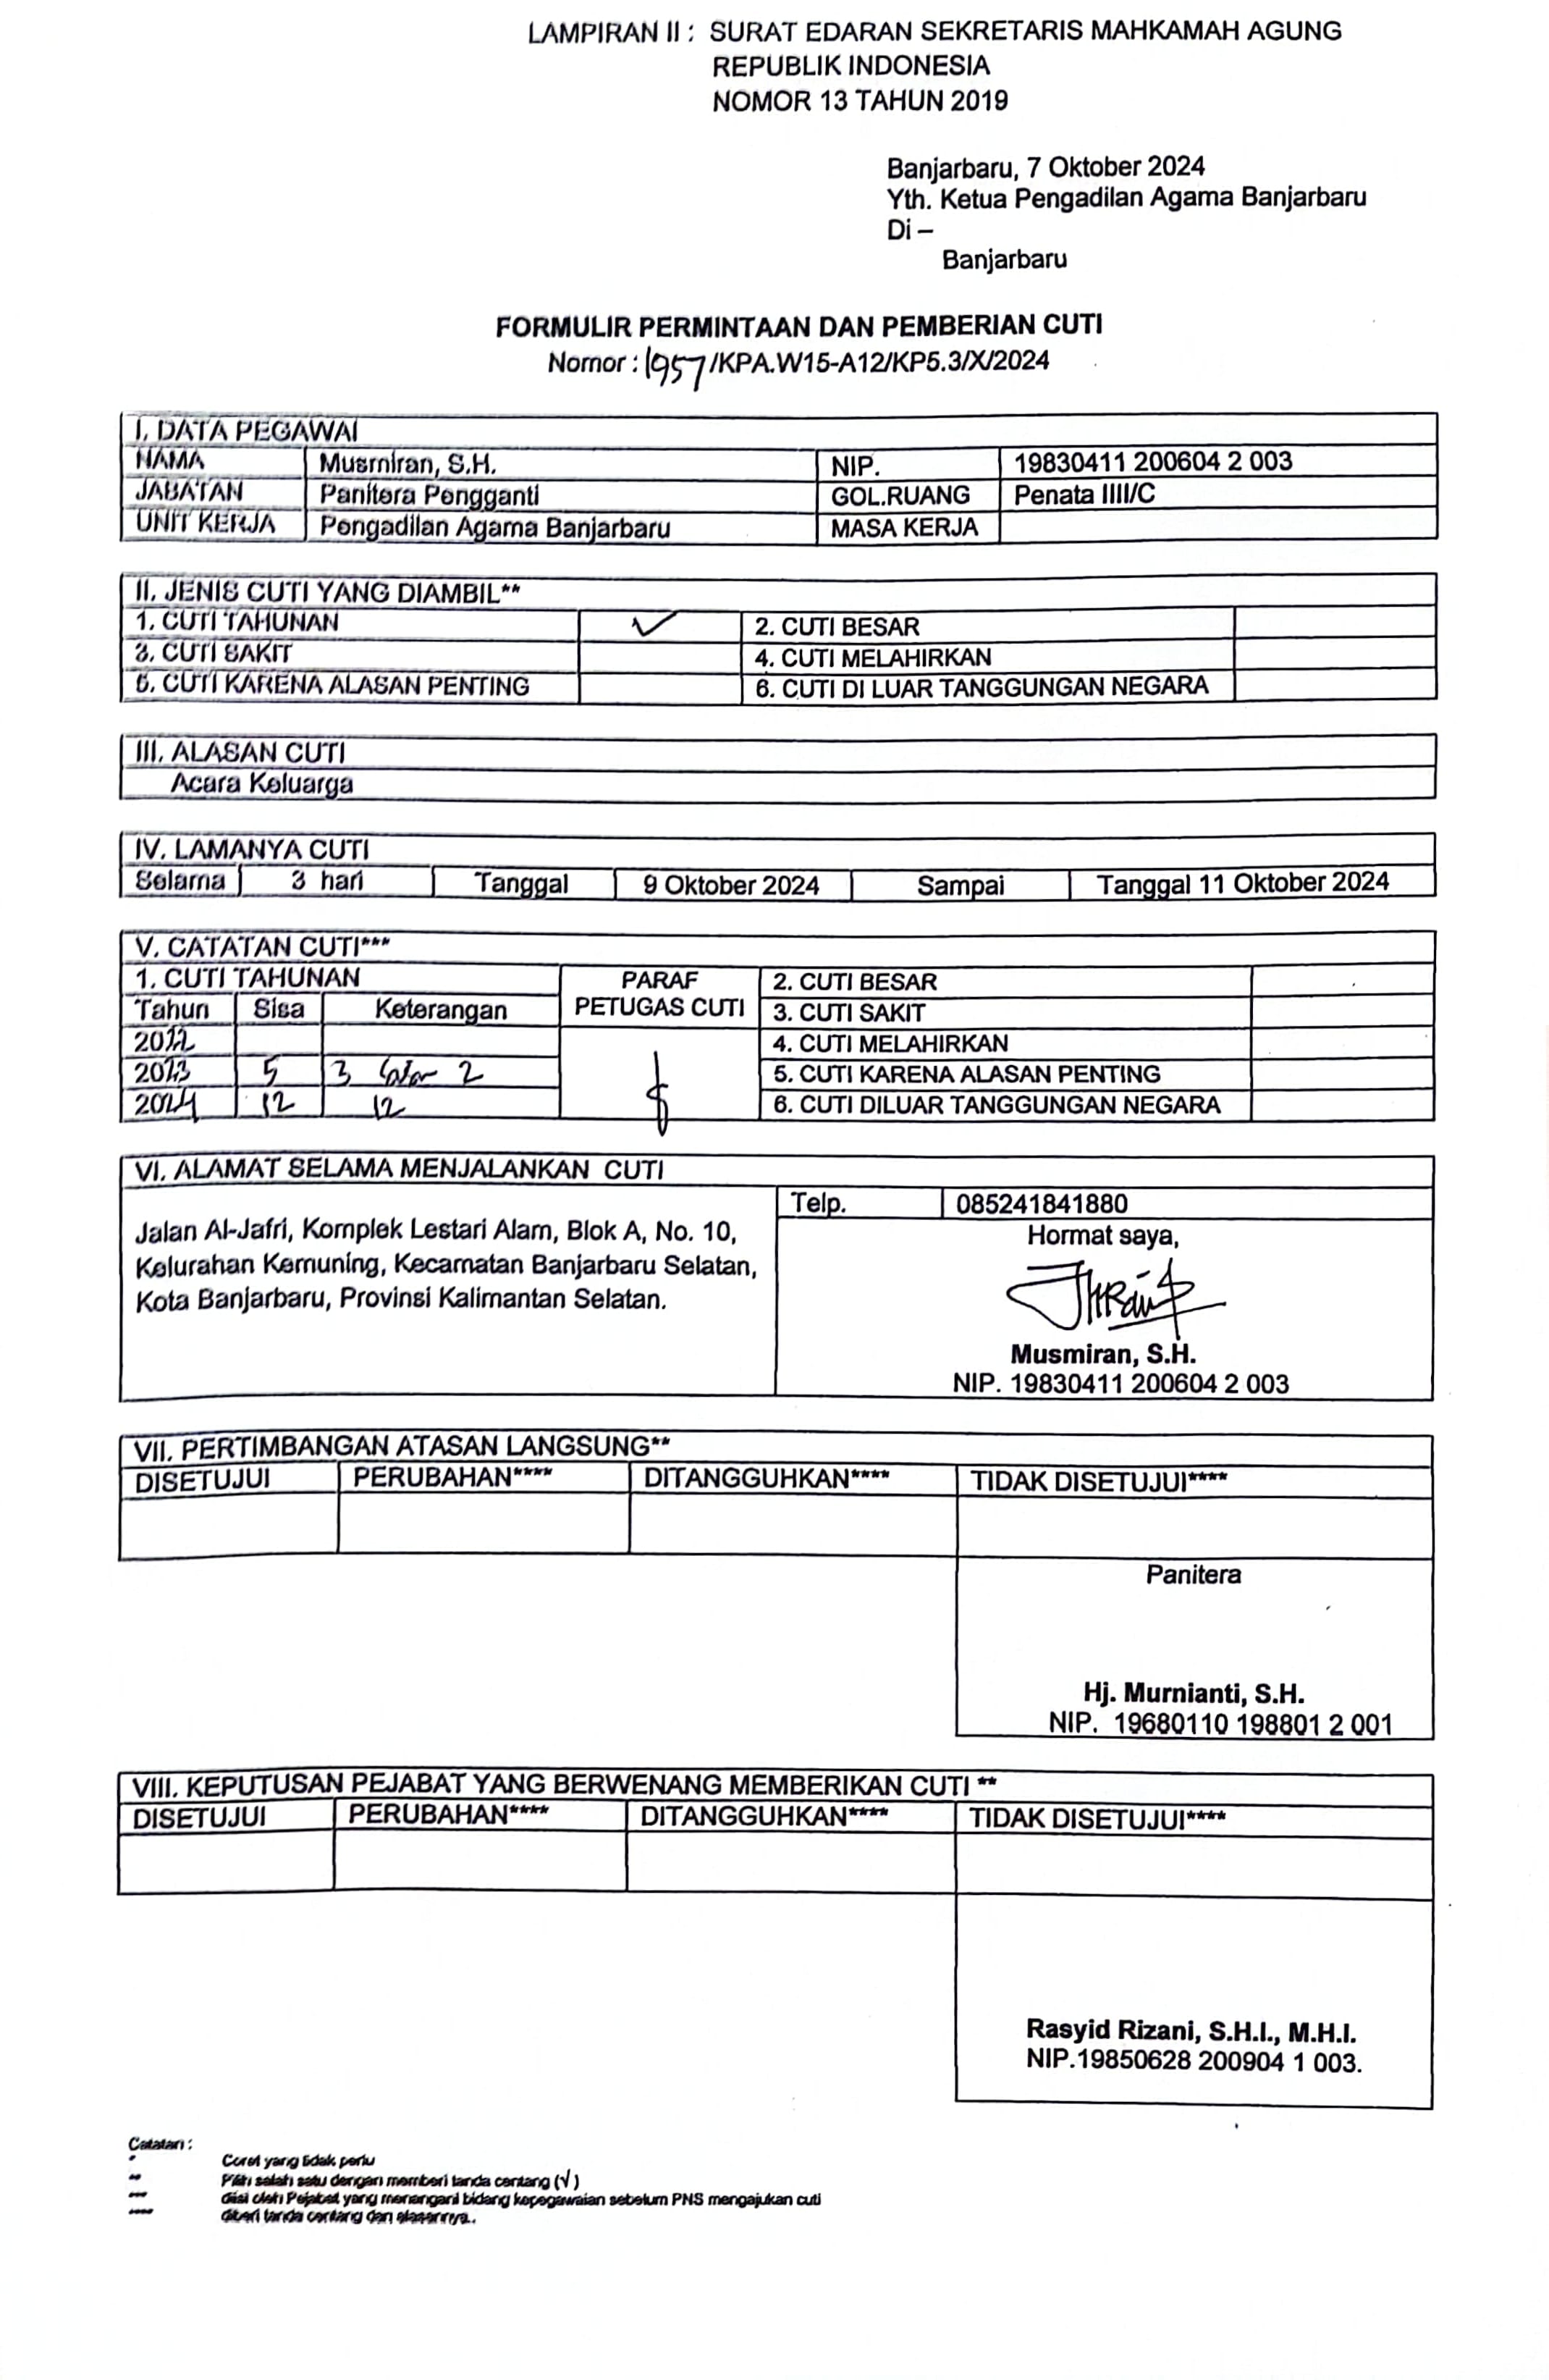 LAMPIRAN II : SURAT EDARAN SEKRETARIS MAHKAMAH AGUNG
REPUBLIK INDONESIA
NOMOR 13 TAHUN 2019
Banjarbaru, 7 Oktober 2024
Yth. Ketua Pengadilan Agama Banjarbaru
Di –
Banjarbaru
FORMULIR PERMINTAAN DAN PEMBERIAN CUTI
Nomor : 1957/KPA.W15-A12/KP5.3/X/2024
I. DATA PEGAWAI
NAMA Musmiran, S.H. NIP. 19830411 200604 2 003
JABATAN Panitera Pengganti GOL.RUANG Penata IIII/C
UNIT KERJA Pengadilan Agama Banjarbaru MASA KERJA
II. JENIS CUTI YANG DIAMBIL**
1. CUTI TAHUNAN ✓ 2. CUTI BESAR
3. CUTI SAKIT 4. CUTI MELAHIRKAN
5. CUTI KARENA ALASAN PENTING 6. CUTI DI LUAR TANGGUNGAN NEGARA
III. ALASAN CUTI
Acara Keluarga
IV. LAMANYA CUTI
Selama 3 hari Tanggal 9 Oktober 2024 Sampai Tanggal 11 Oktober 2024
V. CATATAN CUTI***
1. CUTI TAHUNAN PARAF PETUGAS CUTI 2. CUTI BESAR
Tahun Sisa Keterangan 3. CUTI SAKIT
2022 4. CUTI MELAHIRKAN
2023 5 3 2 5. CUTI KARENA ALASAN PENTING
2024 12 12 6. CUTI DILUAR TANGGUNGAN NEGARA
VI. ALAMAT SELAMA MENJALANKAN CUTI
Telp. 085241841880
Jalan Al-Jafri, Komplek Lestari Alam, Blok A, No. 10,
Kelurahan Kemuning, Kecamatan Banjarbaru Selatan,
Kota Banjarbaru, Provinsi Kalimantan Selatan.
Hormat saya,
Musmiran, S.H.
NIP. 19830411 200604 2 003
VII. PERTIMBANGAN ATASAN LANGSUNG**
DISETUJUI PERUBAHAN**** DITANGGUHKAN**** TIDAK DISETUJUI****
Panitera
Hj. Murnianti, S.H.
NIP. 19680110 198801 2 001
VIII. KEPUTUSAN PEJABAT YANG BERWENANG MEMBERIKAN CUTI **
DISETUJUI PERUBAHAN**** DITANGGUHKAN**** TIDAK DISETUJUI****
Rasyid Rizani, S.H.I., M.H.I.
NIP.19850628 200904 1 003.
Catatan :
* Coret yang tidak perlu
** Pilih salah satu dengan memberi tanda centang (√)
*** diisi oleh Pejabat yang menangani bidang kepegawaian sebelum PNS mengajukan cuti
**** diberi tanda centang dan alasannya.